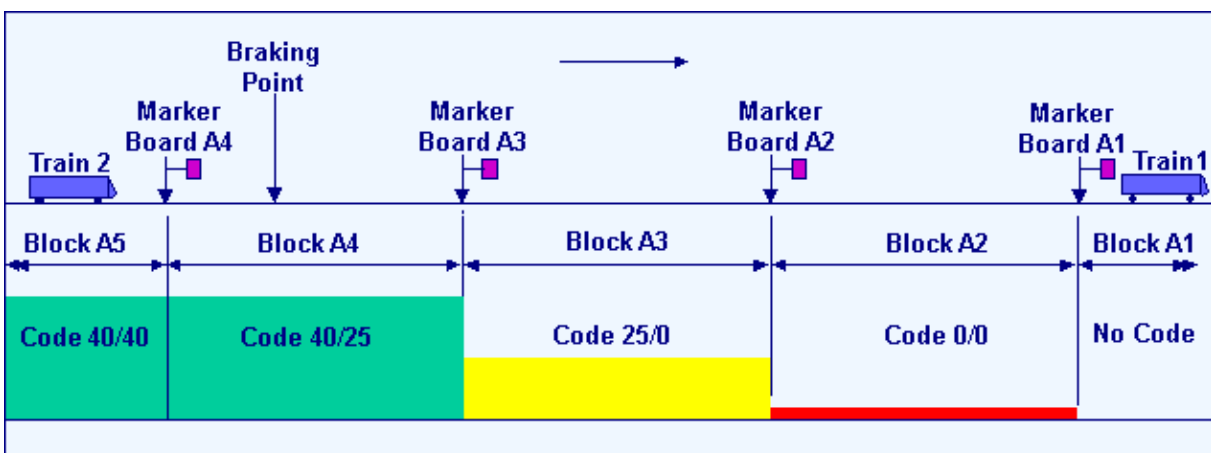 Braking
Point
Marker
Board A4
Marker
Board A3
Marker
Board A2
Marker
Board A1
Train 2
Train1
Block A5
Block A4
Block A3
Block A2
Block A1
Code 40/40
Code 40/25
Code 25/0
Code 0/0
No Code